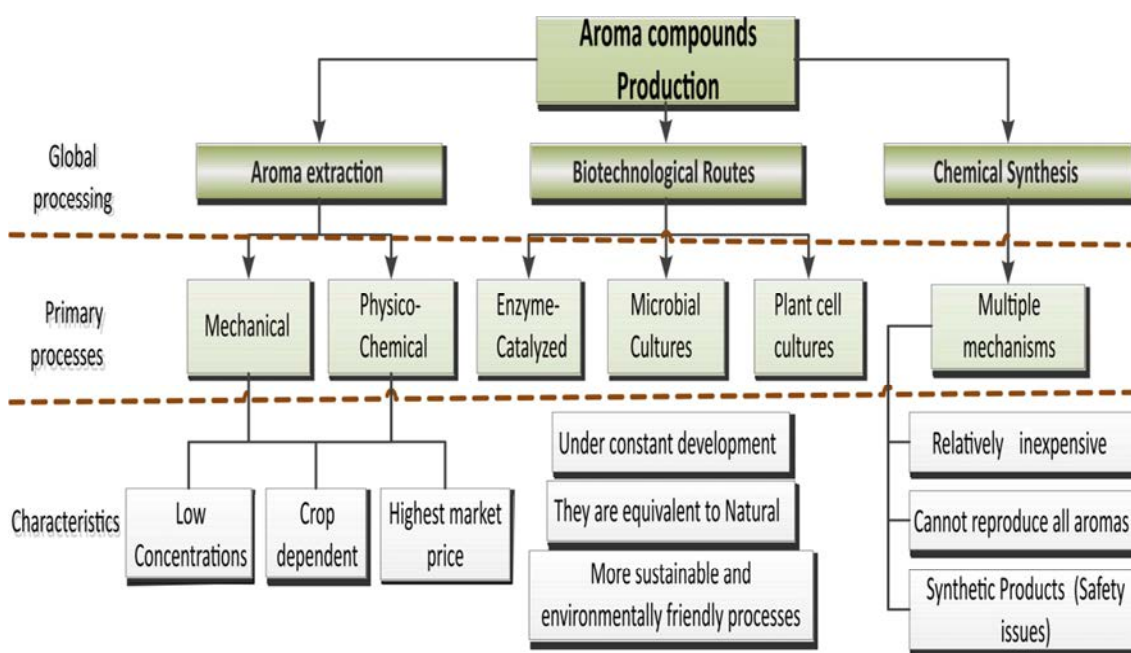 Aroma compounds
Production
Global
processing
Aroma extraction
Biotechnological Routes
Chemical Synthesis
Primary
processes
Mechanical
Physico-
Chemical
Enzyme-
Catalyzed
Microbial
Cultures
Plant cell
cultures
Multiple
mechanisms
Characteristics
Low
Concentrations
Crop
dependent
Highest market
price
Under constant development
They are equivalent to Natural
More sustainable and
environmentally friendly processes
Relatively inexpensive
Cannot reproduce all aromas
Synthetic Products (Safety
issues)